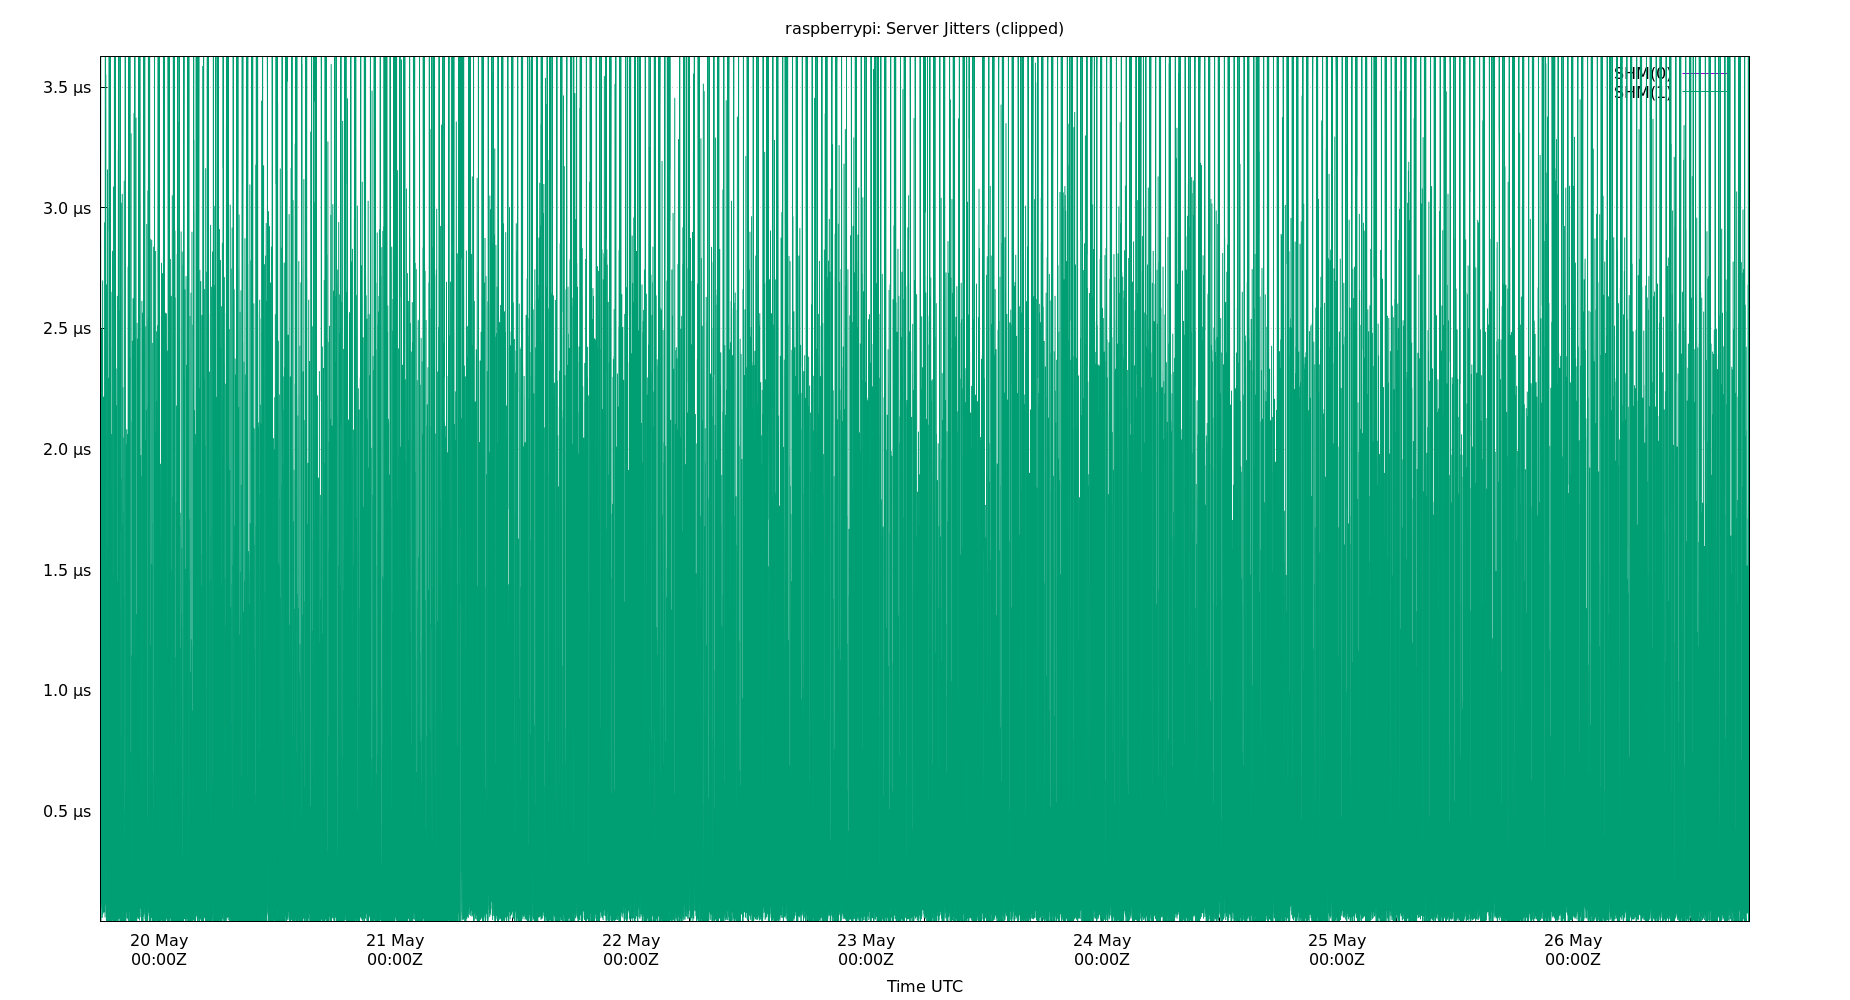 raspberrypi: Server Jitters (clipped)
SHM(0)
SHM(1)
3.5 µs
3.0 µs
2.5 µs
2.0 µs
1.5 µs
1.0 µs
0.5 µs
20 May 21 May 22 May 23 May 24 May 25 May 26 May
00:00Z 00:00Z 00:00Z 00:00Z 00:00Z 00:00Z 00:00Z
Time UTC